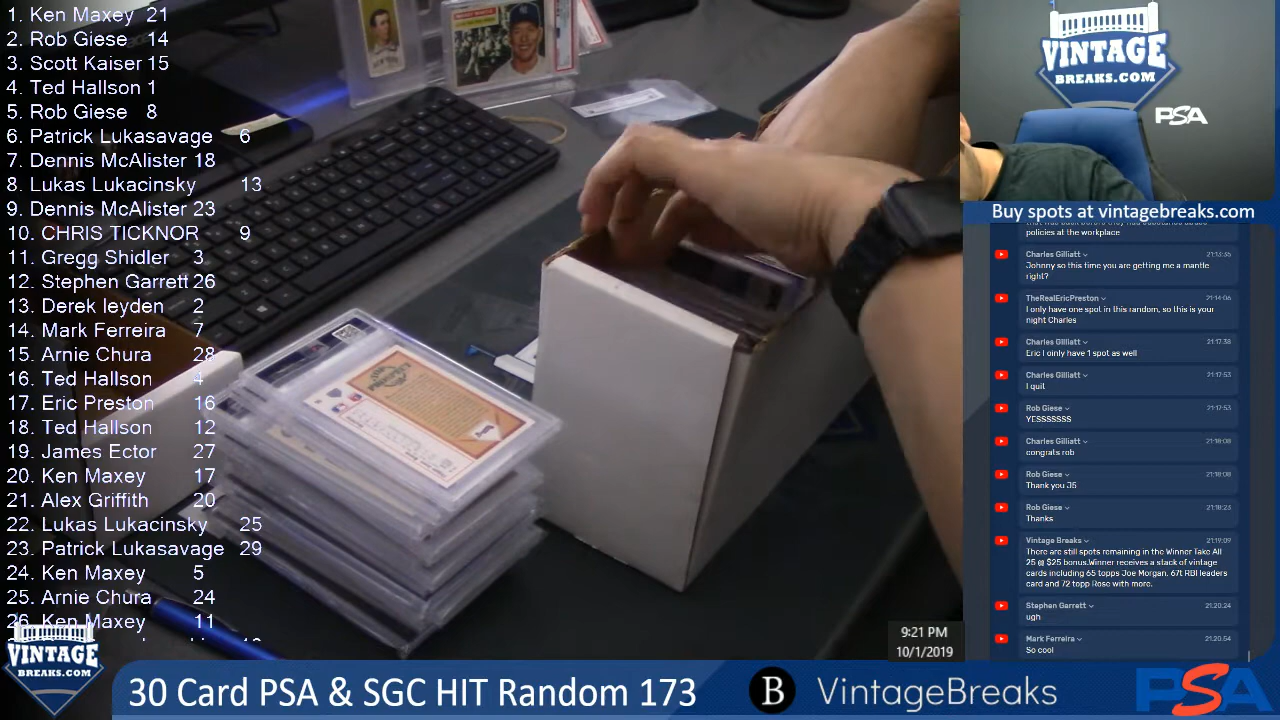 1. Ken Maxey 21
2. Rob Giese 14
3. Scott Kaiser 15
4. Ted Hallson 1
5. Rob Giese 8
6. Patrick Lukasavage 6
7. Dennis McAlister 18
8. Lukas Lukacinsky 13
9. Dennis McAlister 23
10. CHRIS TICKNOR 9
11. Gregg Shidler 3
12. Stephen Garrett 26
13. Derek leyden 2
14. Mark Ferreira 7
15. Arnie Chura 28
16. Ted Hallson 4
17. Eric Preston 16
18. Ted Hallson 12
19. James Ector 27
20. Ken Maxey 17
21. Alex Griffith 20
22. Lukas Lukacinsky 25
23. Patrick Lukasavage 29
24. Ken Maxey 5
25. Arnie Chura 24
26. Ken Maxey 11
VINTAGE
BREAKS.COM
PSA
Buy spots at vintagebreaks.com
policies at the workplace
Charles Gilliatt 21:13:35
Johnny so this time you are getting me a mantle
right?
TheRealEricPreston 21:14:06
I only have one spot in this random, so this is your
night Charles
Charles Gilliatt 21:17:38
Eric I oinly have 1 spot as well
Charles Gilliatt 21:17:53
I quit
Rob Giese 21:17:53
YESSSSSSS
Charles Gilliatt 21:18:08
congrats rob
Rob Giese 21:18:08
Thank you J5
Rob Giese 21:18:23
Thanks
Vintage Breaks 21:19:09
There are still spots remaining in the Winner Take All
25 @ $25 bonus.Winner receives a stack of vintage
cards including 65 topps Joe Morgan, 67t RBI leaders
card and 72 topp Rose with more.
Stephen Garrett 21:20:24
ugh
Mark Ferreira 21:20:54
So cool
9:21 PM
10/1/2019
VINTAGE
BREAKS.COM
30 Card PSA & SGC HIT Random 173
B VintageBreaks
PSA